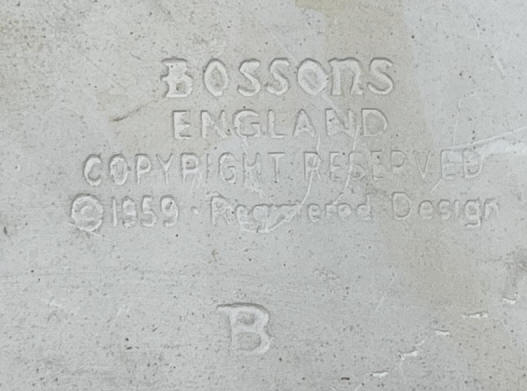 BOSSONS
ENGLAND
COPYRIGHT RESERVED
© 1959 · Registered Design
B